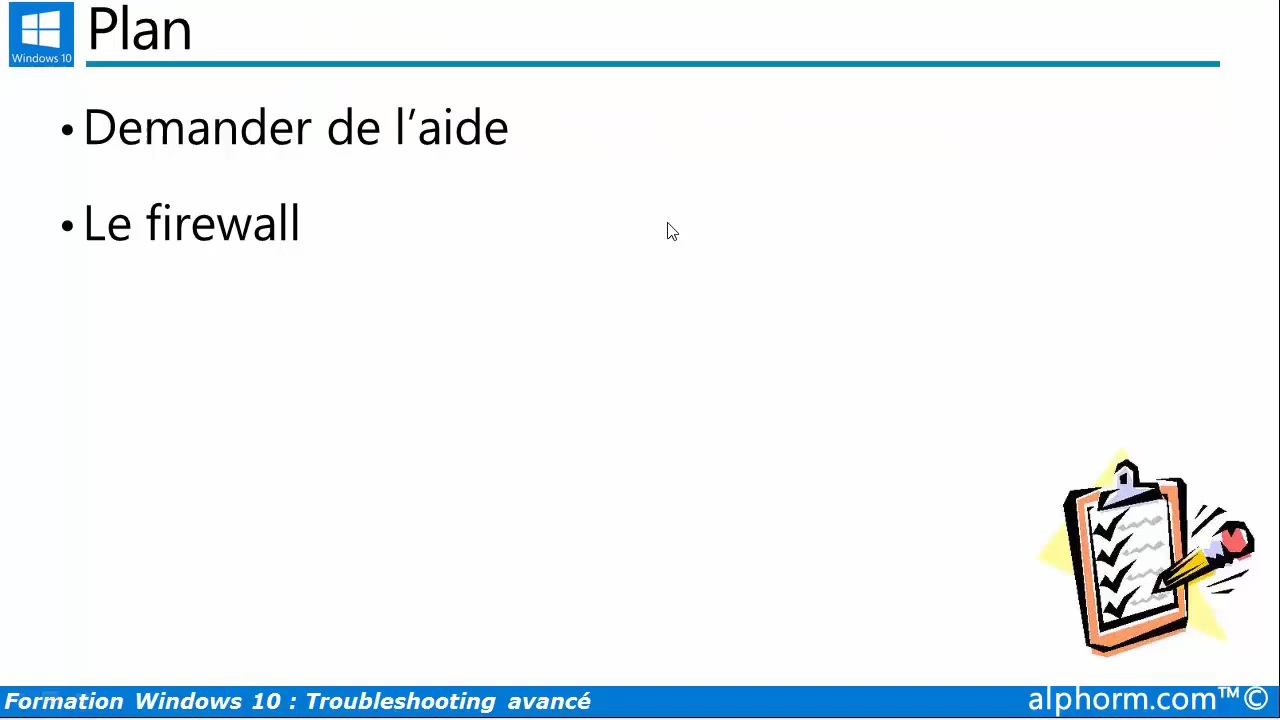 Plan
Windows 10
• Demander de l’aide
• Le firewall
Formation Windows 10 : Troubleshooting avancé
alphorm.com™©